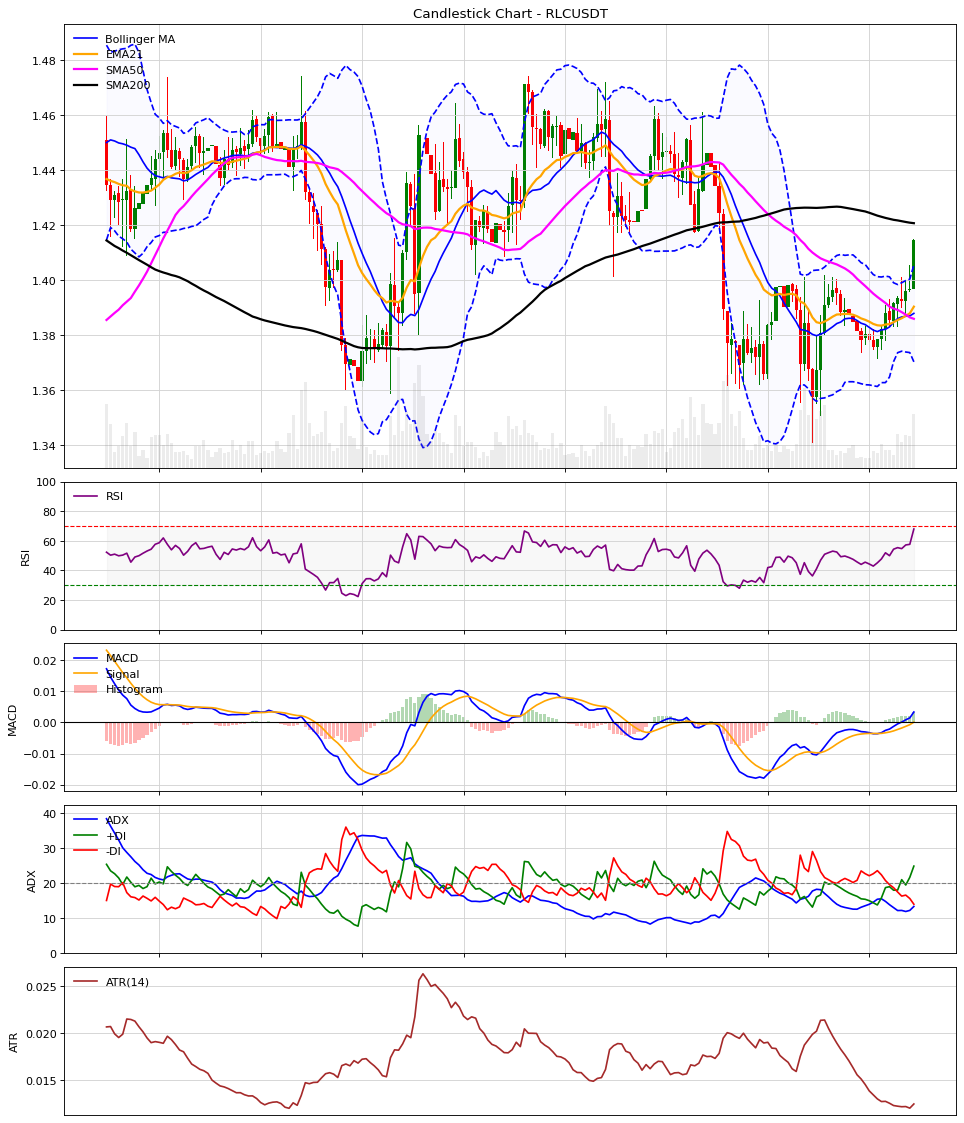 Candlestick Chart - RLCUSDT
Bollinger MA
EMA21
SMA50
SMA200
1.48
1.46
1.44
1.42
1.40
1.38
1.36
1.34
RSI
100
80
60
40
20
0
RSI
MACD
Signal
Histogram
0.02
0.01
0.00
−0.01
−0.02
MACD
ADX
+DI
-DI
40
30
20
10
0
ADX
ATR(14)
0.025
0.020
0.015
ATR